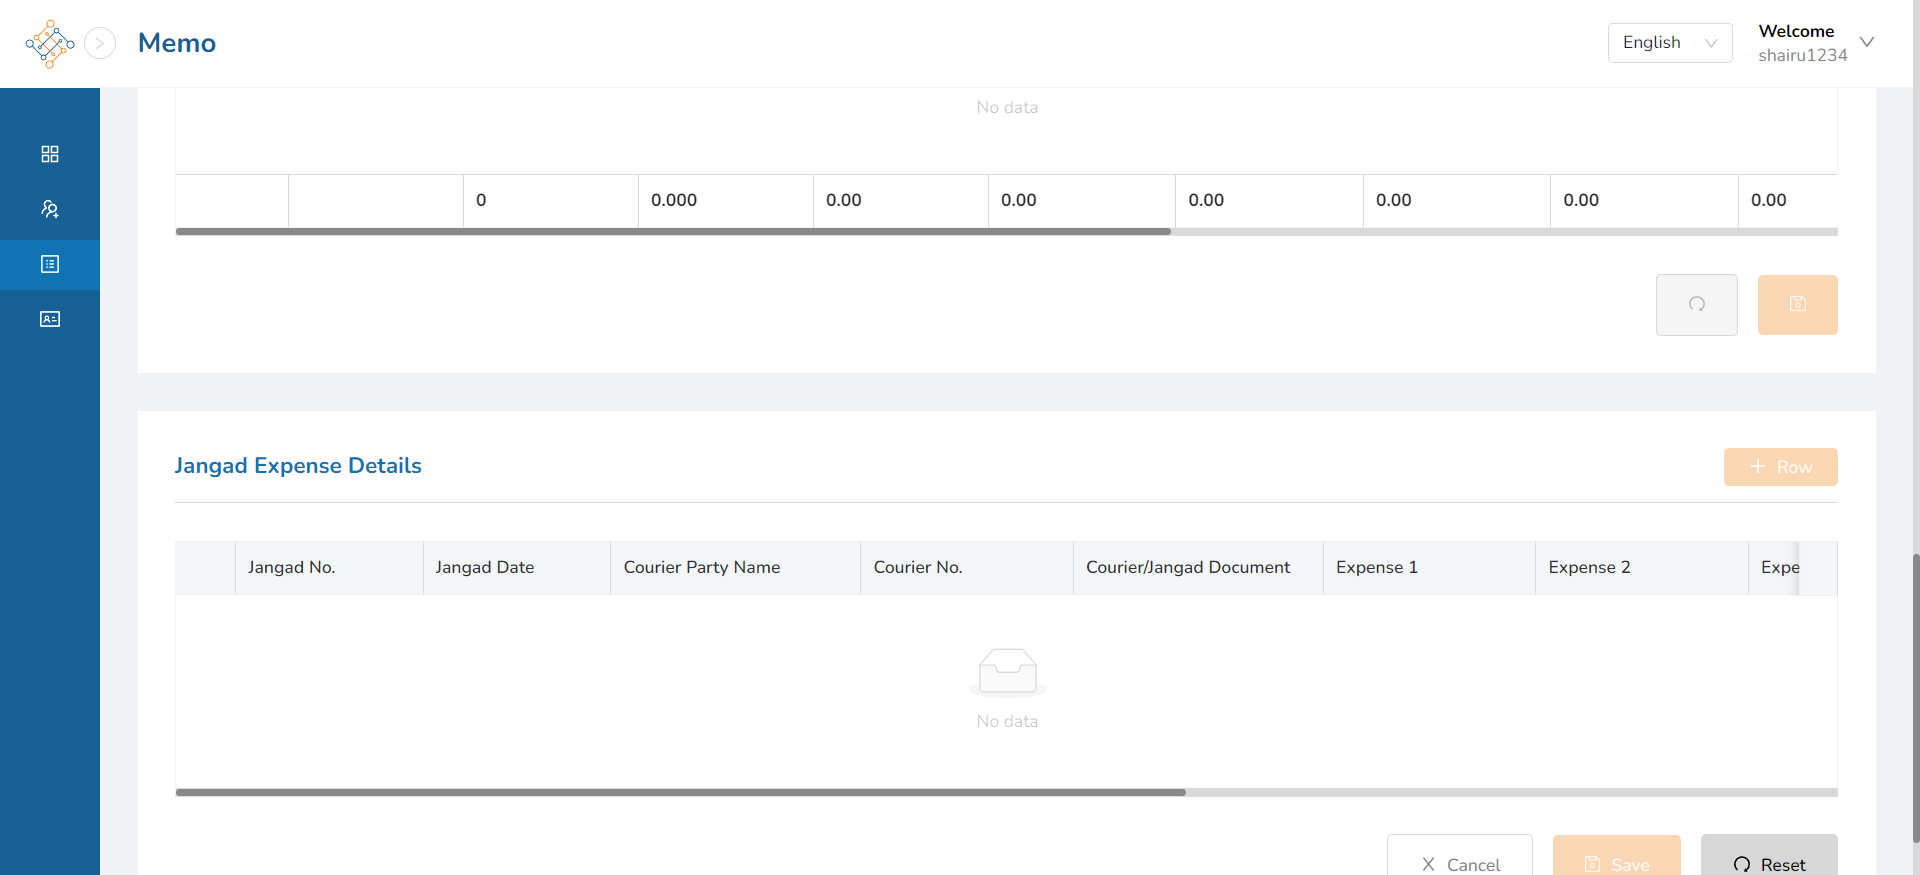 Memo
English
Welcome
shairu1234
No data
0 0.000 0.00 0.00 0.00 0.00 0.00 0.00
Jangad Expense Details
+ Row
Jangad No. Jangad Date Courier Party Name Courier No. Courier/Jangad Document Expense 1 Expense 2 Expe
No data
Cancel Save Reset